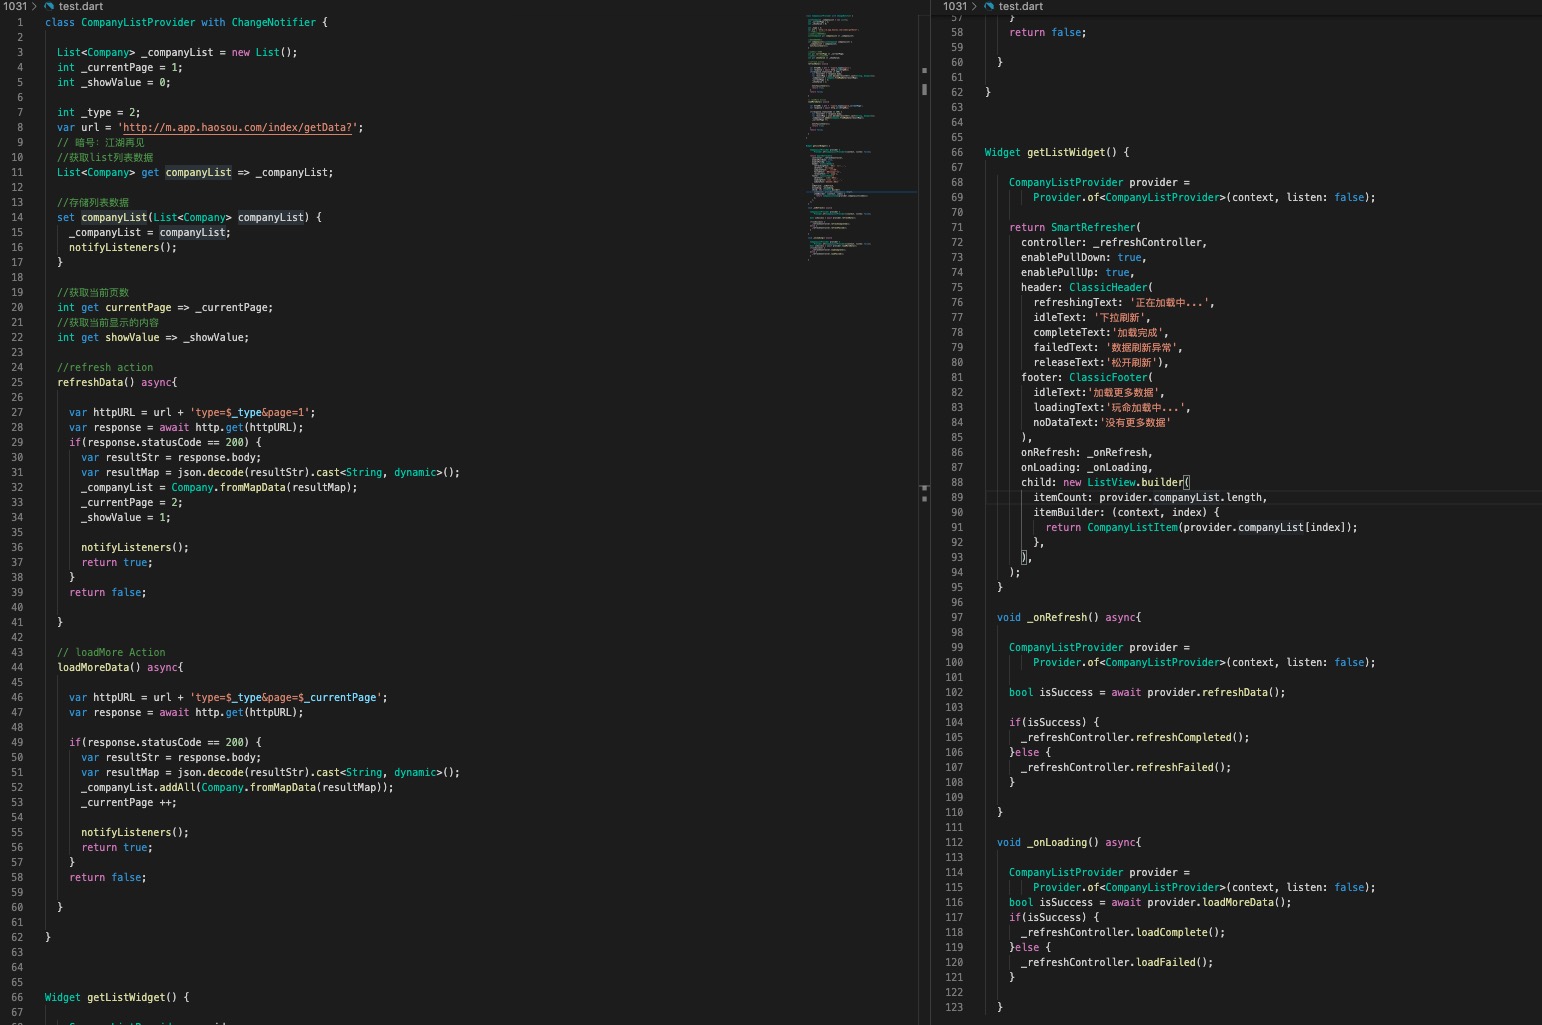 1031 > test.dart
1 class CompanyListProvider with ChangeNotifier {
2
3 List<Company> _companyList = new List();
4 int _currentPage = 1;
5 int _showValue = 0;
6
7 int _type = 2;
8 var url = 'http://m.app.haosou.com/index/getData?';
9 // 暗号：江湖再见
10 //获取list列表数据
11 List<Company> get companyList => _companyList;
12
13 //存储列表数据
14 set companyList(List<Company> companyList) {
15 _companyList = companyList;
16 notifyListeners();
17 }
18
19 //获取当前页数
20 int get currentPage => _currentPage;
21 //获取当前显示的内容
22 int get showValue => _showValue;
23
24 //refresh action
25 refreshData() async{
26
27 var httpURL = url + 'type=$_type&page=1';
28 var response = await http.get(httpURL);
29 if(response.statusCode == 200) {
30 var resultStr = response.body;
31 var resultMap = json.decode(resultStr).cast<String, dynamic>();
32 _companyList = Company.fromMapData(resultMap);
33 _currentPage = 2;
34 _showValue = 1;
35
36 notifyListeners();
37 return true;
38 }
39 return false;
40
41 }
42
43 // loadMore Action
44 loadMoreData() async{
45
46 var httpURL = url + 'type=$_type&page=$_currentPage';
47 var response = await http.get(httpURL);
48
49 if(response.statusCode == 200) {
50 var resultStr = response.body;
51 var resultMap = json.decode(resultStr).cast<String, dynamic>();
52 _companyList.addAll(Company.fromMapData(resultMap));
53 _currentPage ++;
54
55 notifyListeners();
56 return true;
57 }
58 return false;
59
60 }
61
62 }
63
64
65
66 Widget getListWidget() {
67
1031 > test.dart
57 }
58 return false;
59
60 }
61
62 }
63
64
65
66 Widget getListWidget() {
67
68 CompanyListProvider provider =
69 Provider.of<CompanyListProvider>(context, listen: false);
70
71 return SmartRefresher(
72 controller: _refreshController,
73 enablePullDown: true,
74 enablePullUp: true,
75 header: ClassicHeader(
76 refreshingText: '正在加载中...',
77 idleText: '下拉刷新',
78 completeText:'加载完成',
79 failedText: '数据刷新异常',
80 releaseText:'松开刷新'),
81 footer: ClassicFooter(
82 idleText:'加载更多数据',
83 loadingText:'玩命加载中...',
84 noDataText:'没有更多数据'
85 ),
86 onRefresh: _onRefresh,
87 onLoading: _onLoading,
88 child: new ListView.builder(
89 itemCount: provider.companyList.length,
90 itemBuilder: (context, index) {
91 return CompanyListItem(provider.companyList[index]);
92 },
93 ),
94 );
95 }
96
97 void _onRefresh() async{
98
99 CompanyListProvider provider =
100 Provider.of<CompanyListProvider>(context, listen: false);
101
102 bool isSuccess = await provider.refreshData();
103
104 if(isSuccess) {
105 _refreshController.refreshCompleted();
106 }else {
107 _refreshController.refreshFailed();
108 }
109
110 }
111
112 void _onLoading() async{
113
114 CompanyListProvider provider =
115 Provider.of<CompanyListProvider>(context, listen: false);
116 bool isSuccess = await provider.loadMoreData();
117 if(isSuccess) {
118 _refreshController.loadComplete();
119 }else {
120 _refreshController.loadFailed();
121 }
122
123 }